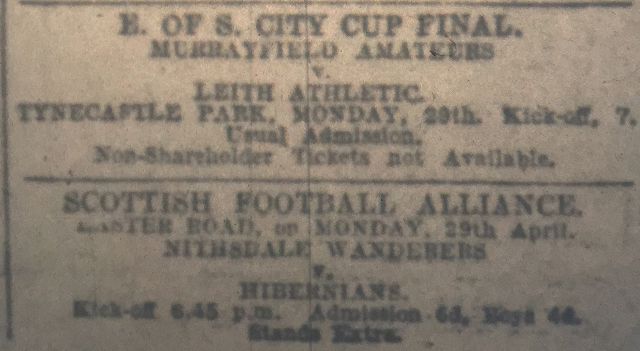 E. OF S. CITY CUP FINAL.
MURRAYFIELD AMATEURS
v.
LEITH ATHLETIC.
TYNECASTLE PARK, MONDAY, 29th. Kick-off, 7.
Usual Admission.
Non-Shareholder Tickets not Available.
SCOTTISH FOOTBALL ALLIANCE.
EASTER ROAD, on MONDAY, 29th April.
NITHSDALE WANDERERS
v.
HIBERNIANS.
Kick-off 6.45 p.m. Admission 6d, Boys 4d.
Stands Extra.